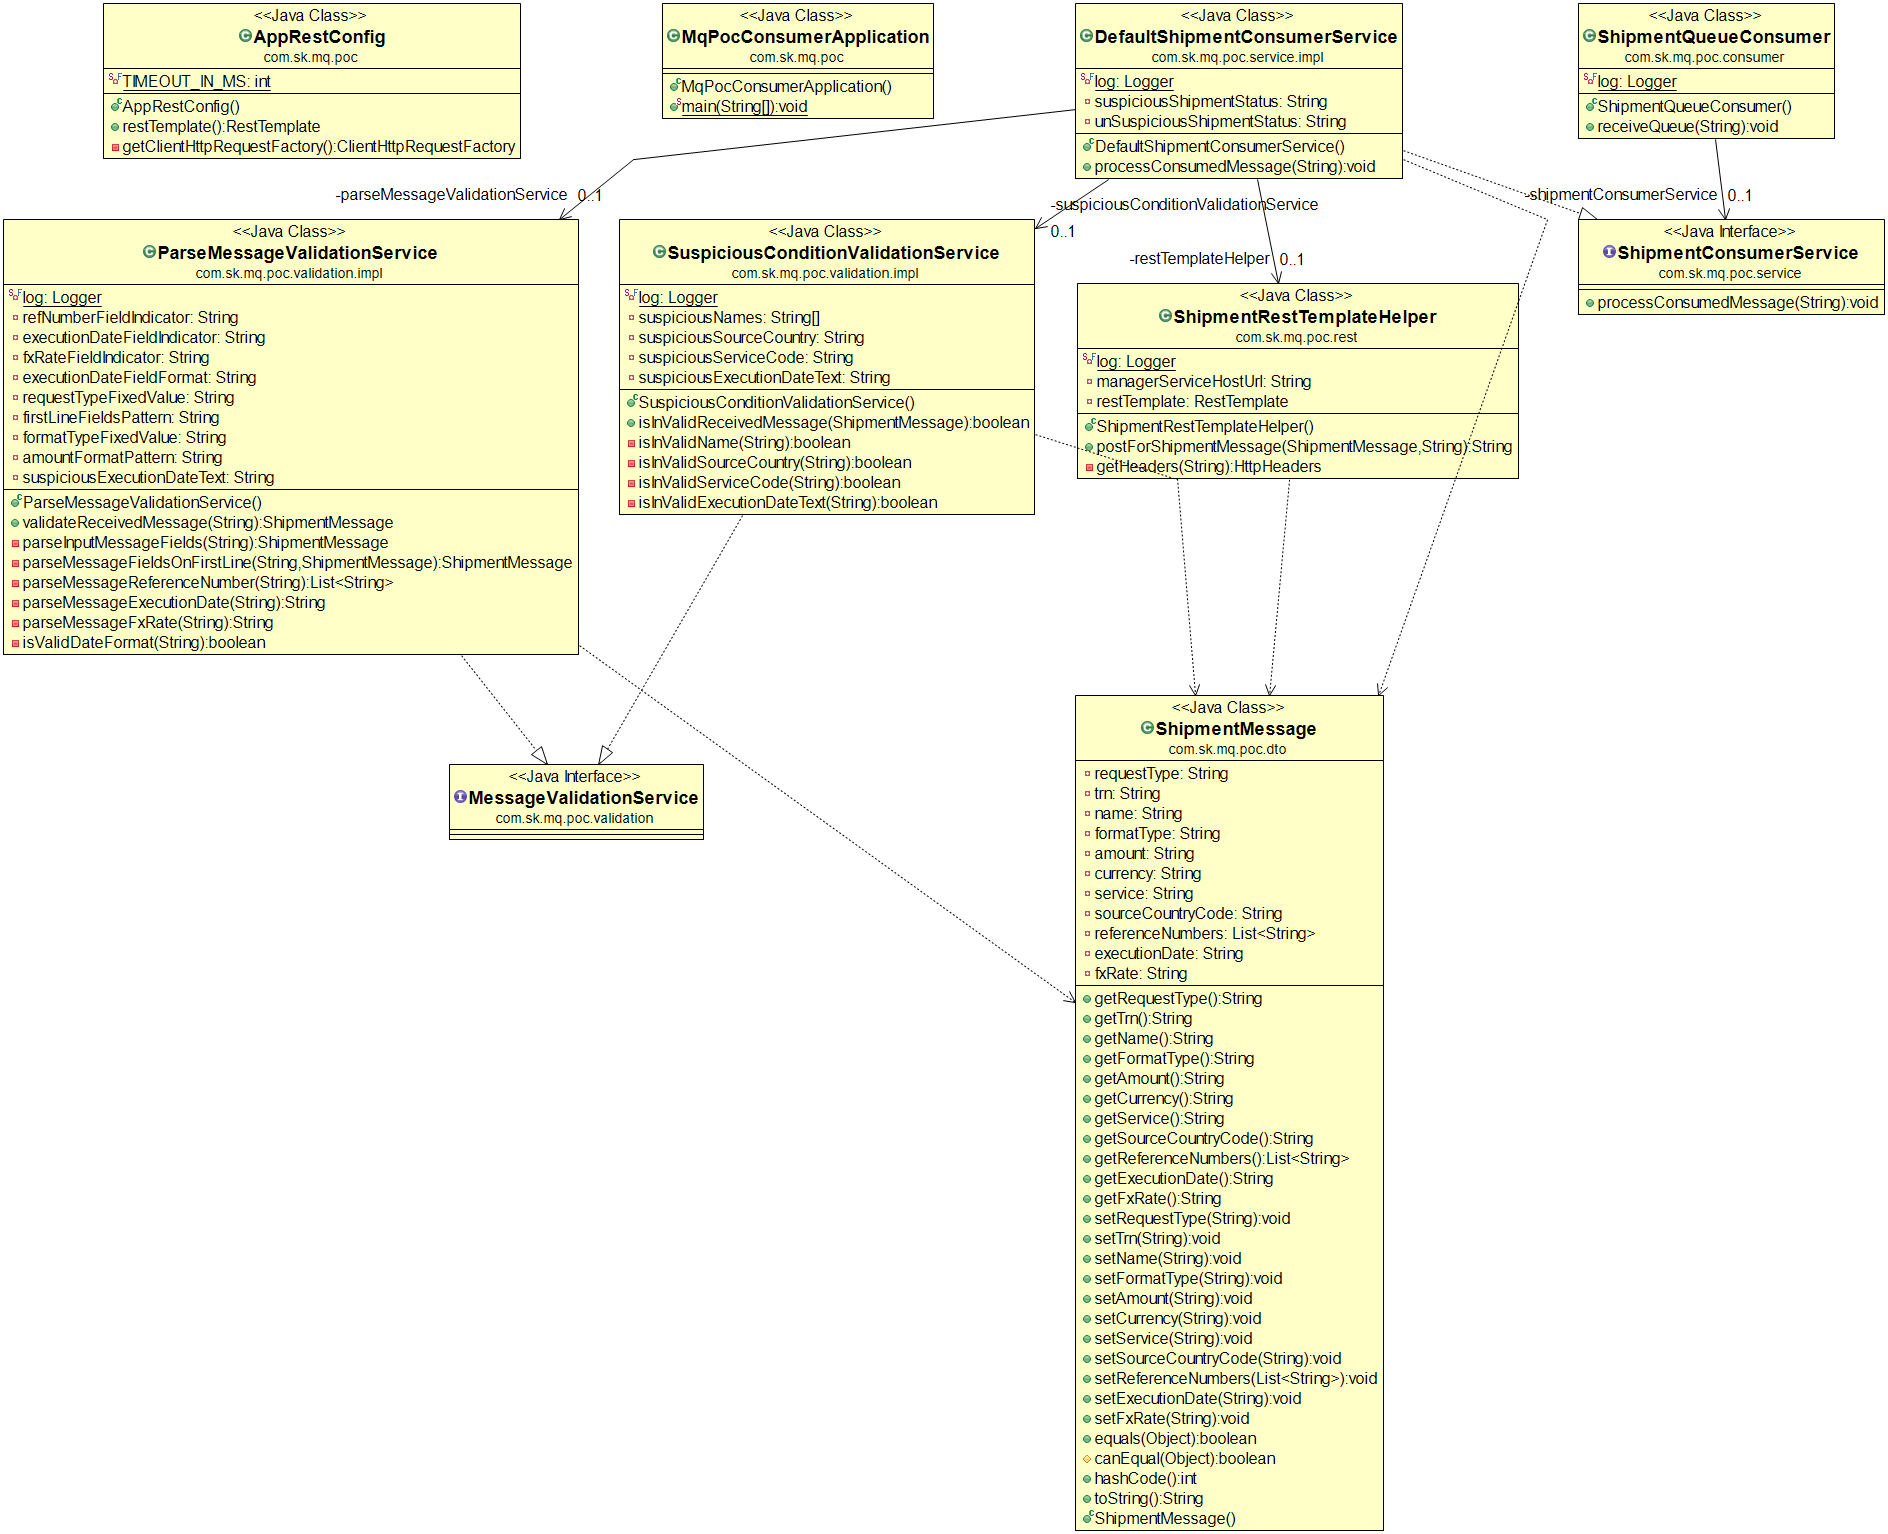 <<Java Class>>
AppRestConfig
com.sk.mq.poc
TIMEOUT_IN_MS: int
AppRestConfig()
restTemplate():RestTemplate
getClientHttpRequestFactory():ClientHttpRequestFactory
<<Java Class>>
MqPocConsumerApplication
com.sk.mq.poc
MqPocConsumerApplication()
main(String[]):void
<<Java Class>>
DefaultShipmentConsumerService
com.sk.mq.poc.service.impl
log: Logger
suspiciousShipmentStatus: String
unSuspiciousShipmentStatus: String
DefaultShipmentConsumerService()
processConsumedMessage(String):void
<<Java Class>>
ShipmentQueueConsumer
com.sk.mq.poc.consumer
log: Logger
ShipmentQueueConsumer()
receiveQueue(String):void
-parseMessageValidationService 0..1
-suspiciousConditionValidationService
0..1
-restTemplateHelper 0..1
-shipmentConsumerService 0..1
<<Java Class>>
ParseMessageValidationService
com.sk.mq.poc.validation.impl
log: Logger
refNumberFieldIndicator: String
executionDateFieldIndicator: String
fxRateFieldIndicator: String
executionDateFieldFormat: String
requestTypeFixedValue: String
firstLineFieldsPattern: String
formatTypeFixedValue: String
amountFormatPattern: String
suspiciousExecutionDateText: String
ParseMessageValidationService()
validateReceivedMessage(String):ShipmentMessage
parseInputMessageFields(String):ShipmentMessage
parseMessageFieldsOnFirstLine(String,ShipmentMessage):ShipmentMessage
parseMessageReferenceNumber(String):List<String>
parseMessageExecutionDate(String):String
parseMessageFxRate(String):String
isValidDateFormat(String):boolean
<<Java Class>>
SuspiciousConditionValidationService
com.sk.mq.poc.validation.impl
log: Logger
suspiciousNames: String[]
suspiciousSourceCountry: String
suspiciousServiceCode: String
suspiciousExecutionDateText: String
SuspiciousConditionValidationService()
isInValidReceivedMessage(ShipmentMessage):boolean
isInValidName(String):boolean
isInValidSourceCountry(String):boolean
isInValidServiceCode(String):boolean
isInValidExecutionDateText(String):boolean
<<Java Class>>
ShipmentRestTemplateHelper
com.sk.mq.poc.rest
log: Logger
managerServiceHostUrl: String
restTemplate: RestTemplate
ShipmentRestTemplateHelper()
postForShipmentMessage(ShipmentMessage,String):String
getHeaders(String):HttpHeaders
<<Java Interface>>
ShipmentConsumerService
com.sk.mq.poc.service
processConsumedMessage(String):void
<<Java Interface>>
MessageValidationService
com.sk.mq.poc.validation
<<Java Class>>
ShipmentMessage
com.sk.mq.poc.dto
requestType: String
trn: String
name: String
formatType: String
amount: String
currency: String
service: String
sourceCountryCode: String
referenceNumbers: List<String>
executionDate: String
fxRate: String
getRequestType():String
getTrn():String
getName():String
getFormatType():String
getAmount():String
getCurrency():String
getService():String
getSourceCountryCode():String
getReferenceNumbers():List<String>
getExecutionDate():String
getFxRate():String
setRequestType(String):void
setTrn(String):void
setName(String):void
setFormatType(String):void
setAmount(String):void
setCurrency(String):void
setService(String):void
setSourceCountryCode(String):void
setReferenceNumbers(List<String>):void
setExecutionDate(String):void
setFxRate(String):void
equals(Object):boolean
canEqual(Object):boolean
hashCode():int
toString():String
ShipmentMessage()